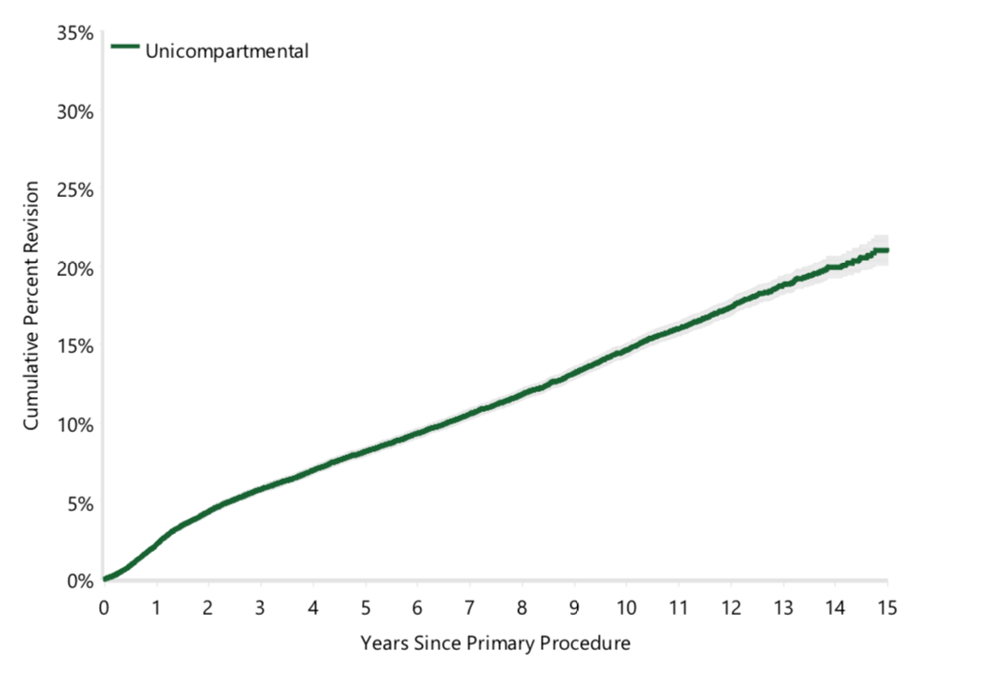 Unicompartmental
35%
30%
25%
20%
15%
10%
5%
0%
Cumulative Percent Revision
0 1 2 3 4 5 6 7 8 9 10 11 12 13 14 15
Years Since Primary Procedure